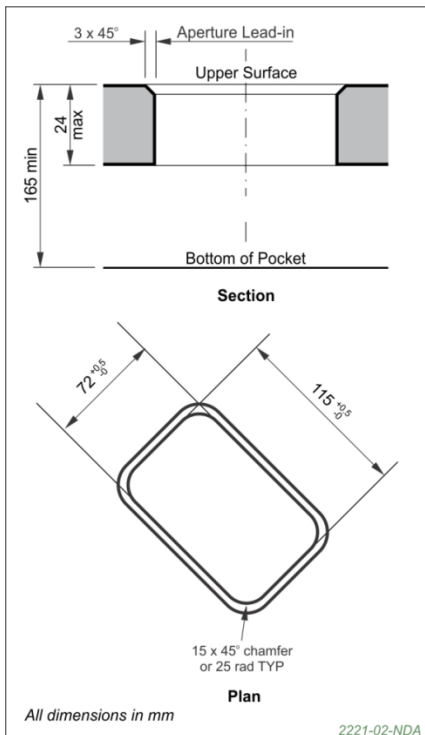 3 x 45°
Aperture Lead-in
Upper Surface
24
max
165 min
Bottom of Pocket
Section
72 +0,5 -0
115 +0,5 -0
15 x 45° chamfer
or 25 rad TYP
Plan
All dimensions in mm
2221-02-NDA